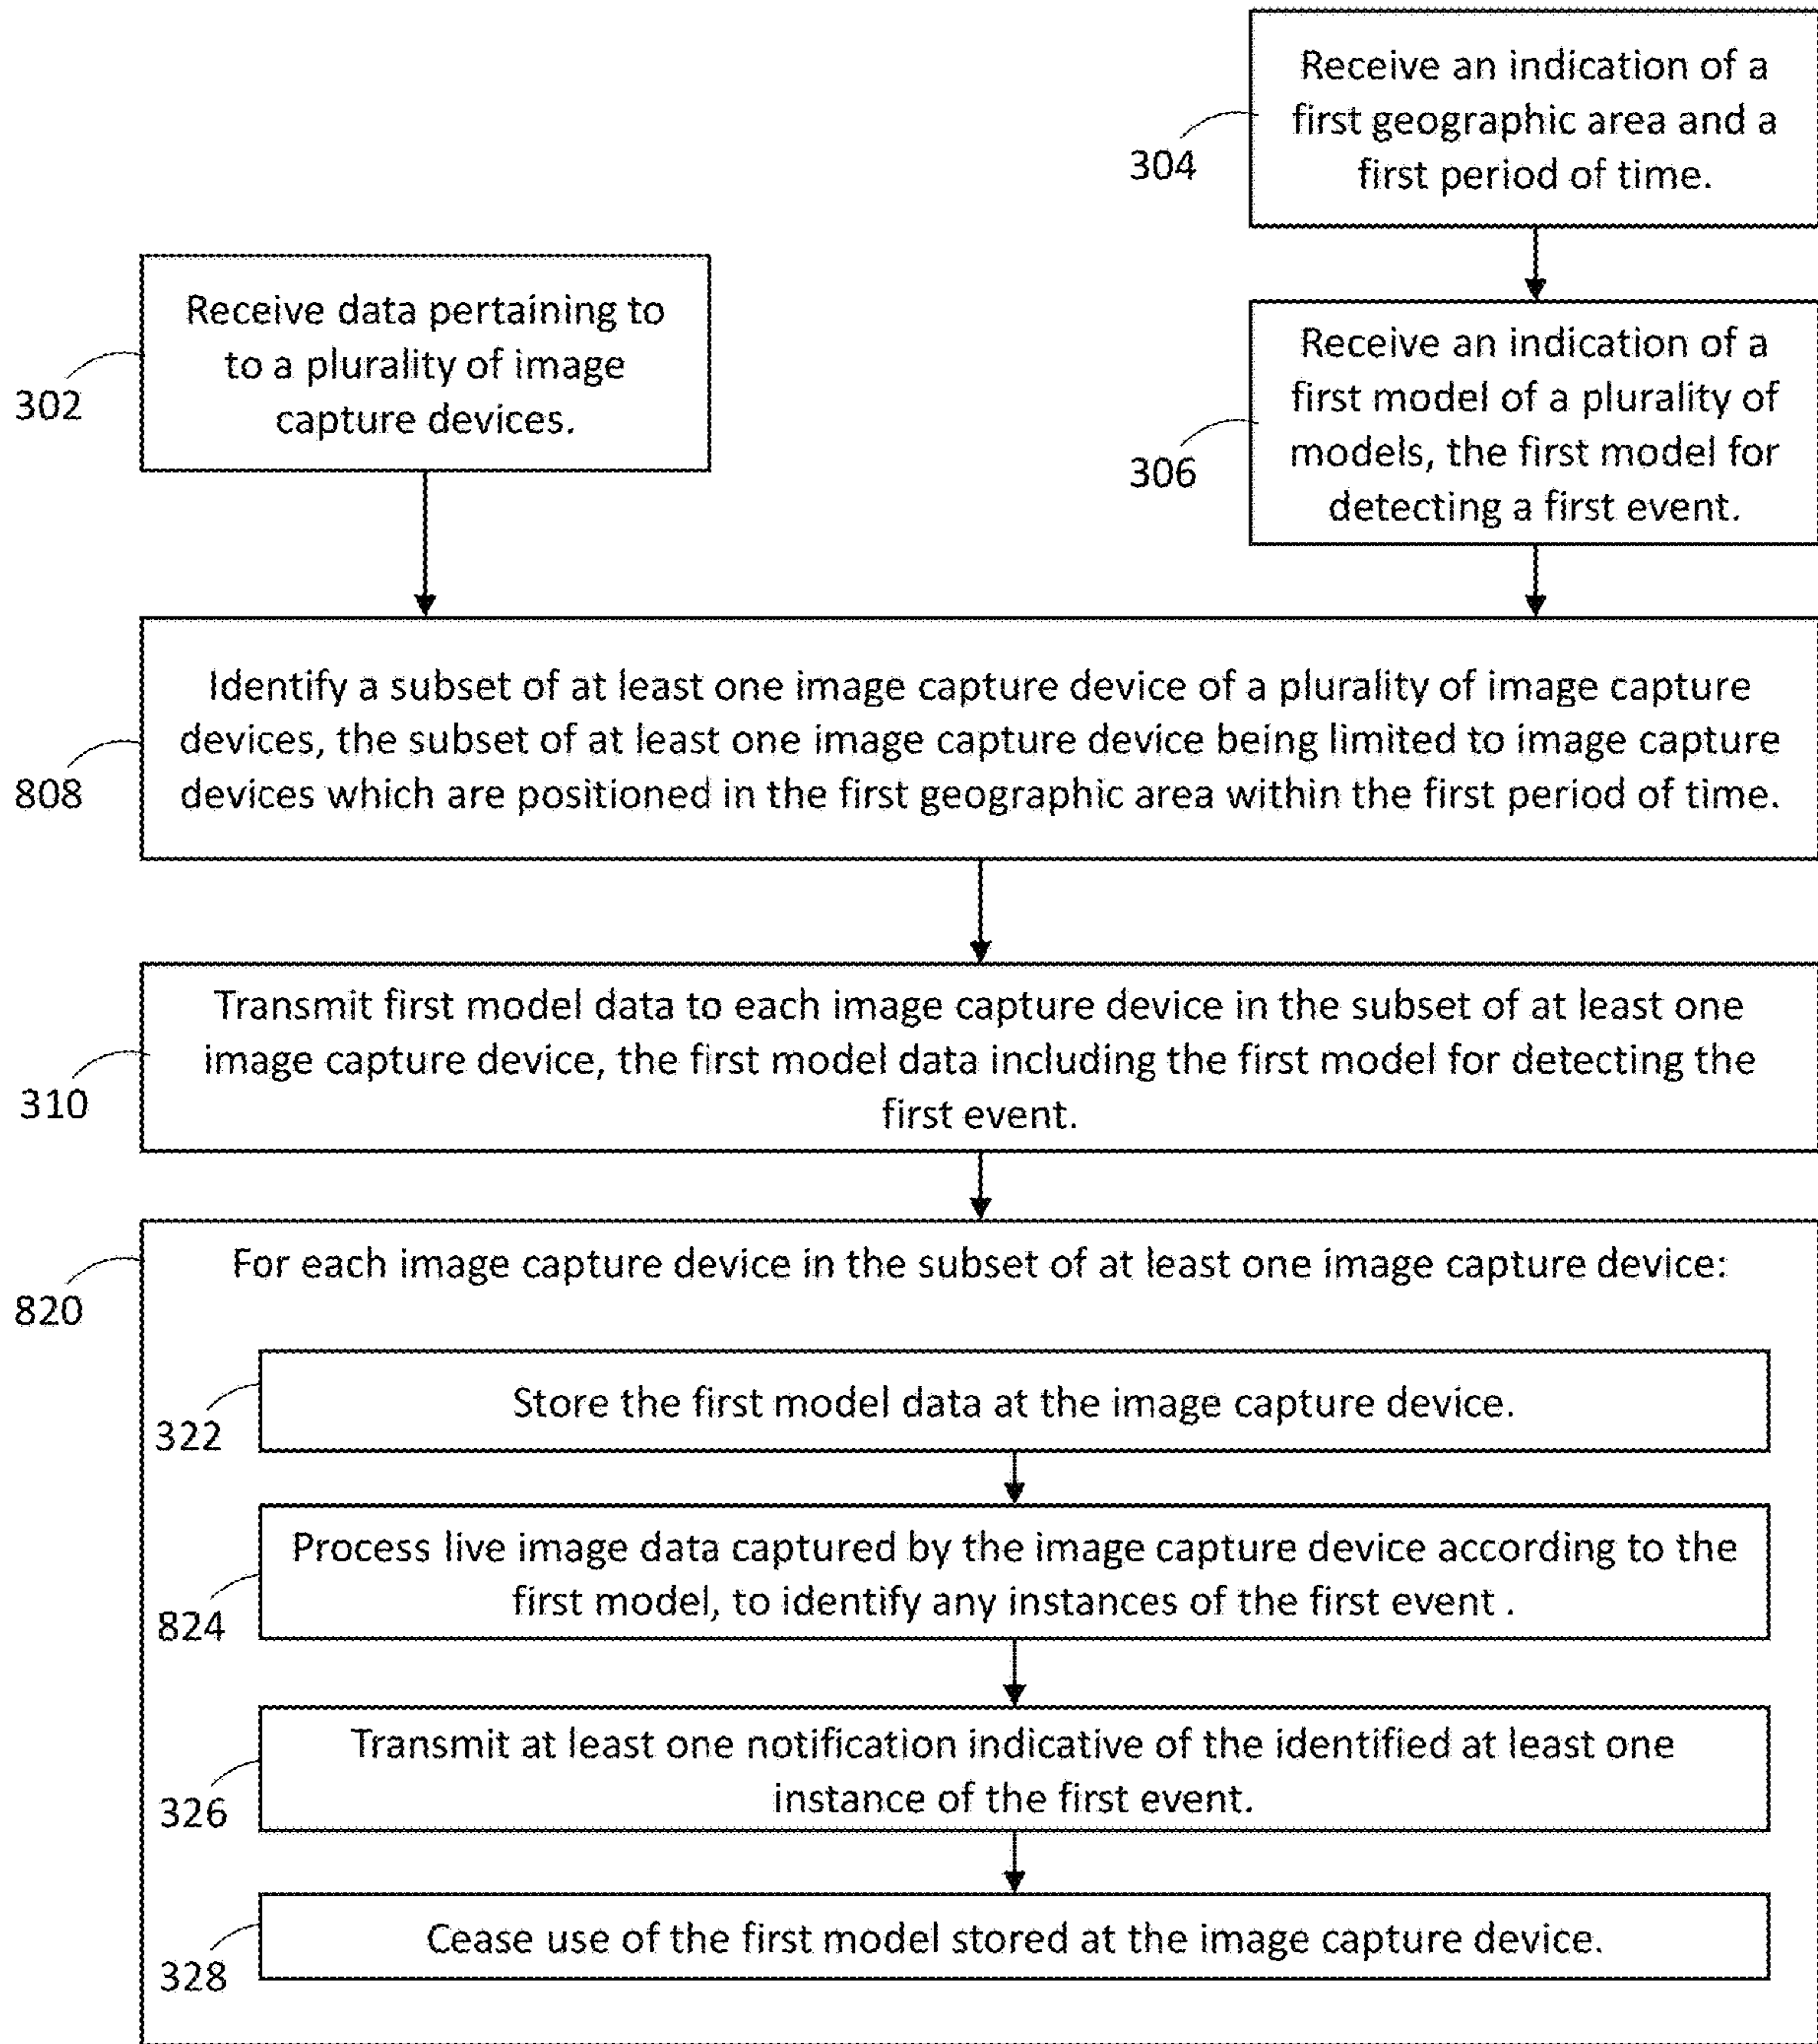 Receive an indication of a
first geographic area and a
first period of time.
304
Receive data pertaining to
to a plurality of image
capture devices.
302
Receive an indication of a
first model of a plurality of
models, the first model for
detecting a first event.
306
Identify a subset of at least one image capture device of a plurality of image capture
devices, the subset of at least one image capture device being limited to image capture
devices which are positioned in the first geographic area within the first period of time.
808
Transmit first model data to each image capture device in the subset of at least one
image capture device, the first model data including the first model for detecting the
first event.
310
For each image capture device in the subset of at least one image capture device:
820
Store the first model data at the image capture device.
322
Process live image data captured by the image capture device according to the
first model, to identify any instances of the first event .
824
Transmit at least one notification indicative of the identified at least one
instance of the first event.
326
Cease use of the first model stored at the image capture device.
328